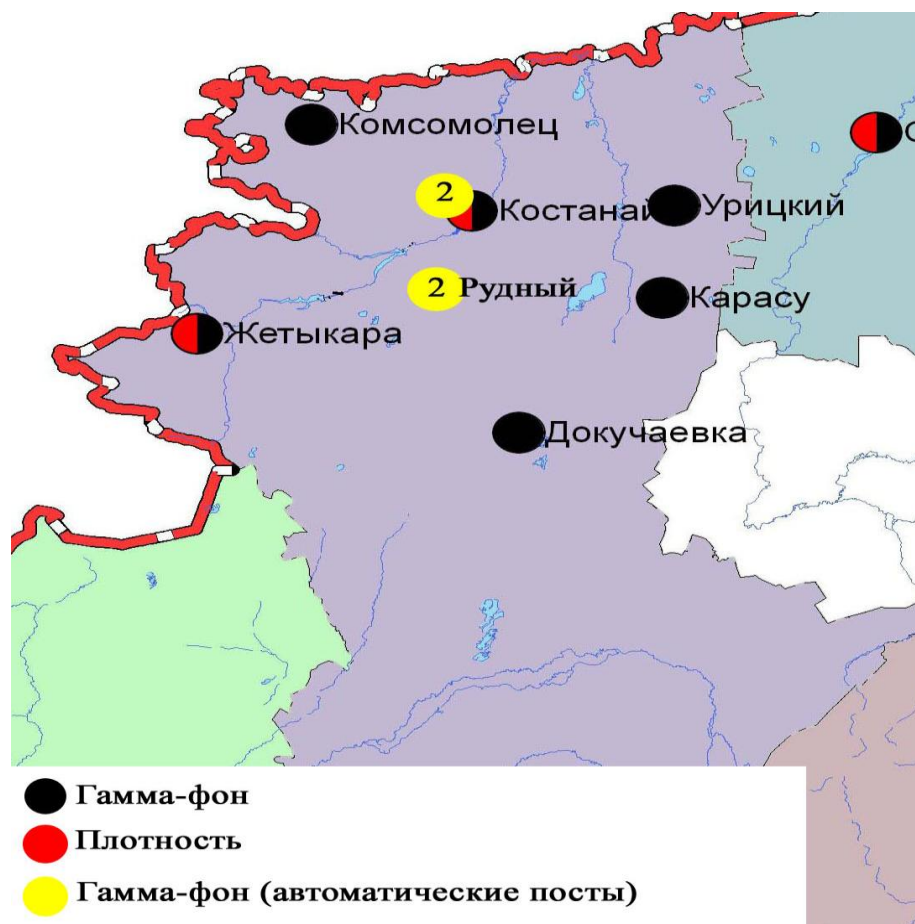 Комсомолец
2
Костанай
Урицкий
2 Рудный
Карасу
Жетыкара
Докучаевка
Гамма-фон
Плотность
Гамма-фон (автоматические посты)